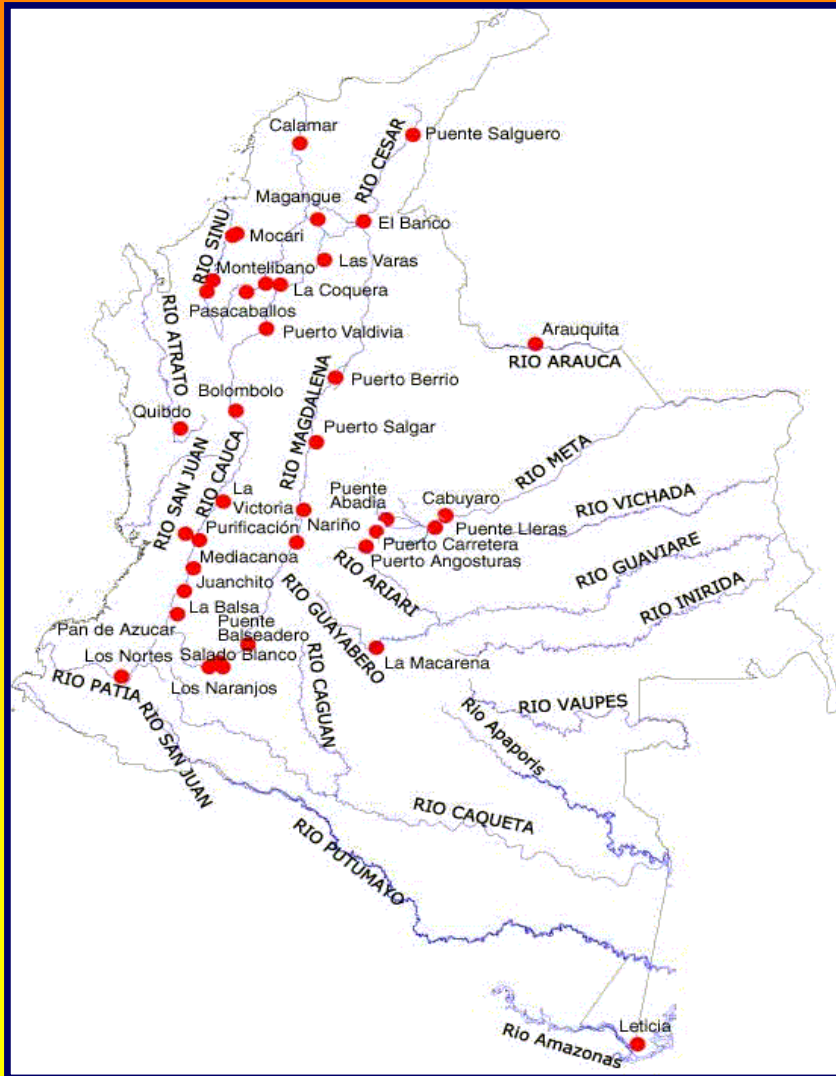 Calamar
RIO CESAR
Puente Salguero
Magangue
El Banco
RIO SINU
Mocari
Las Varas
Montelibano
La Coquera
Pasacaballos
RIO ATRATO
Puerto Valdivia
Arauquita
RIO ARAUCA
Puerto Berrio
Bolombolo
RIO MAGDALENA
Quibdo
Puerto Salgar
RIO META
RIO SAN JUAN
RIO CAUCA
La
Victoria
Puente
Abadia
Cabuyaro
RIO VICHADA
Nariño
Puente Lleras
Purificación
Puerto Carretera
Mediacanoa
Puerto Angosturas
RIO GUAVIARE
Juanchito
RIO ARIARI
RIO INIRIDA
La Balsa
RIO GUAYABERO
Pan de Azucar
Puente
Balseadero
Los Nortes
Salado Blanco
La Macarena
RIO CAGUAN
Los Naranjos
RIO PATIA
RIO VAUPES
Rio Apaporis
RIO SAN JUAN
RIO CAQUETA
RIO PUTUMAYO
Leticia
Rio Amazonas